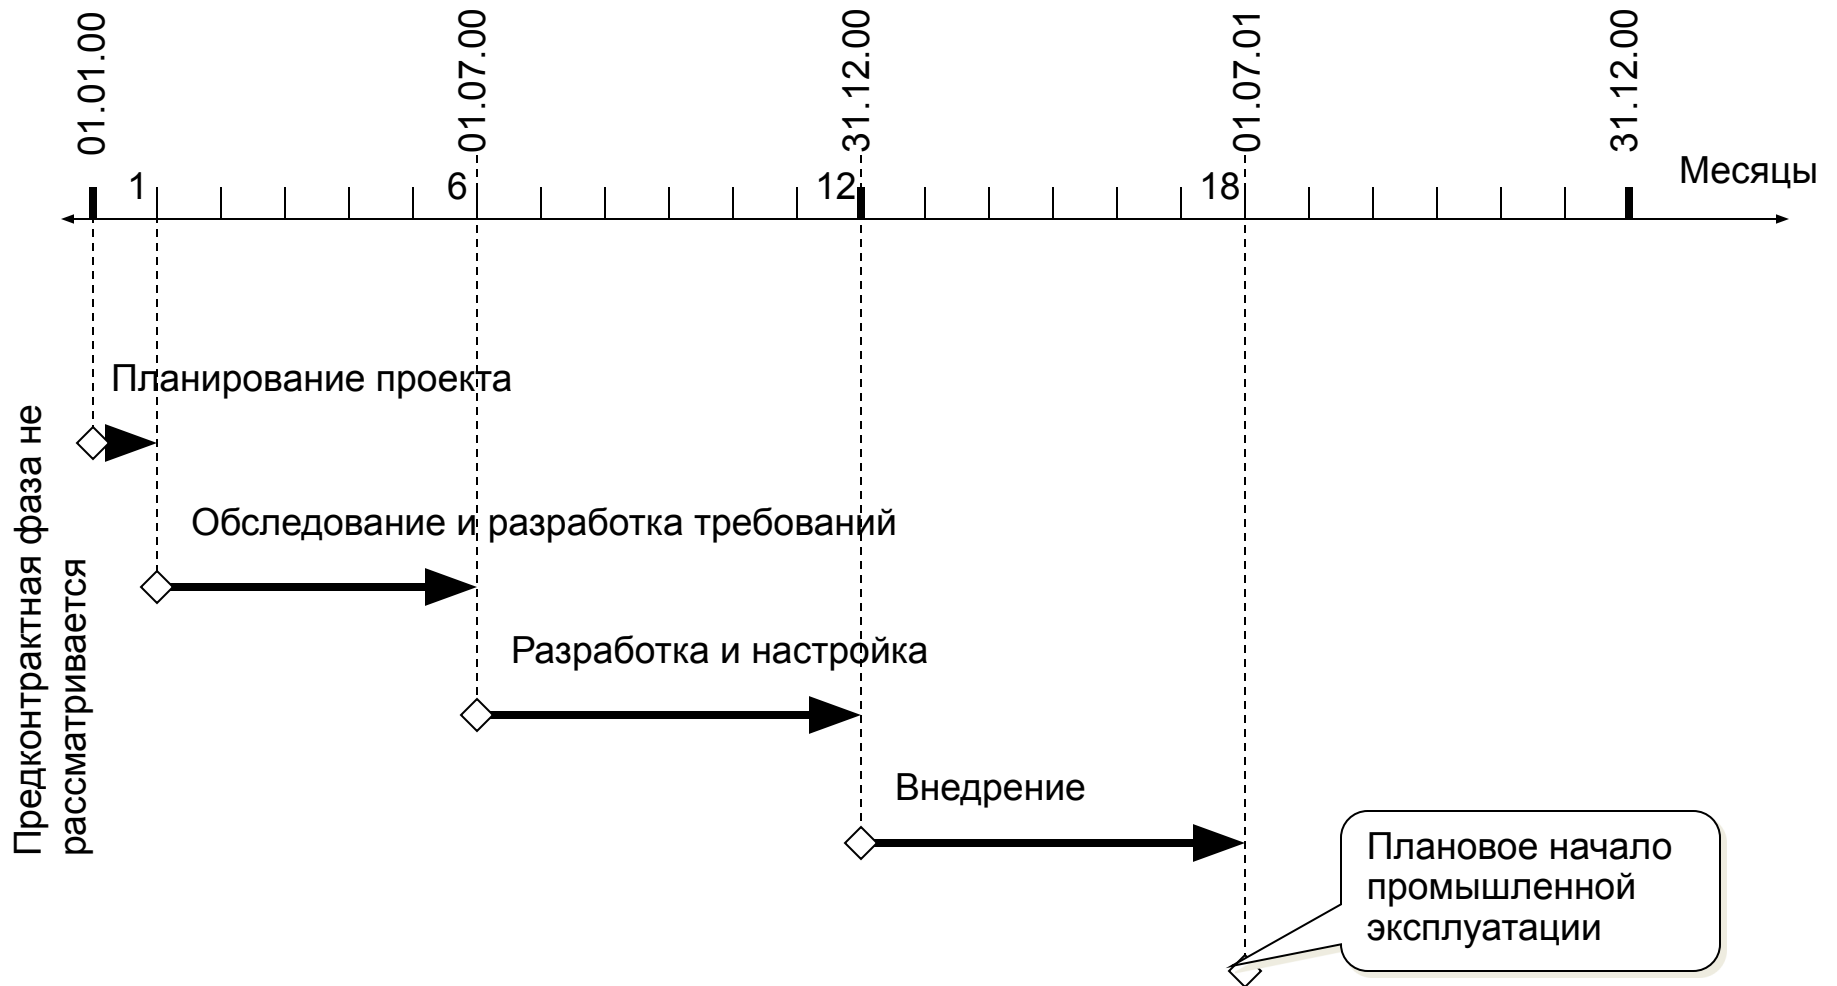 01.01.00
01.07.00
31.12.00
01.07.01
31.12.00
1
6
12
18
Месяцы
Планирование проекта
Обследование и разработка требований
Разработка и настройка
Внедрение
Плановое начало
промышленной
эксплуатации
Предконтрактная фаза не
рассматривается